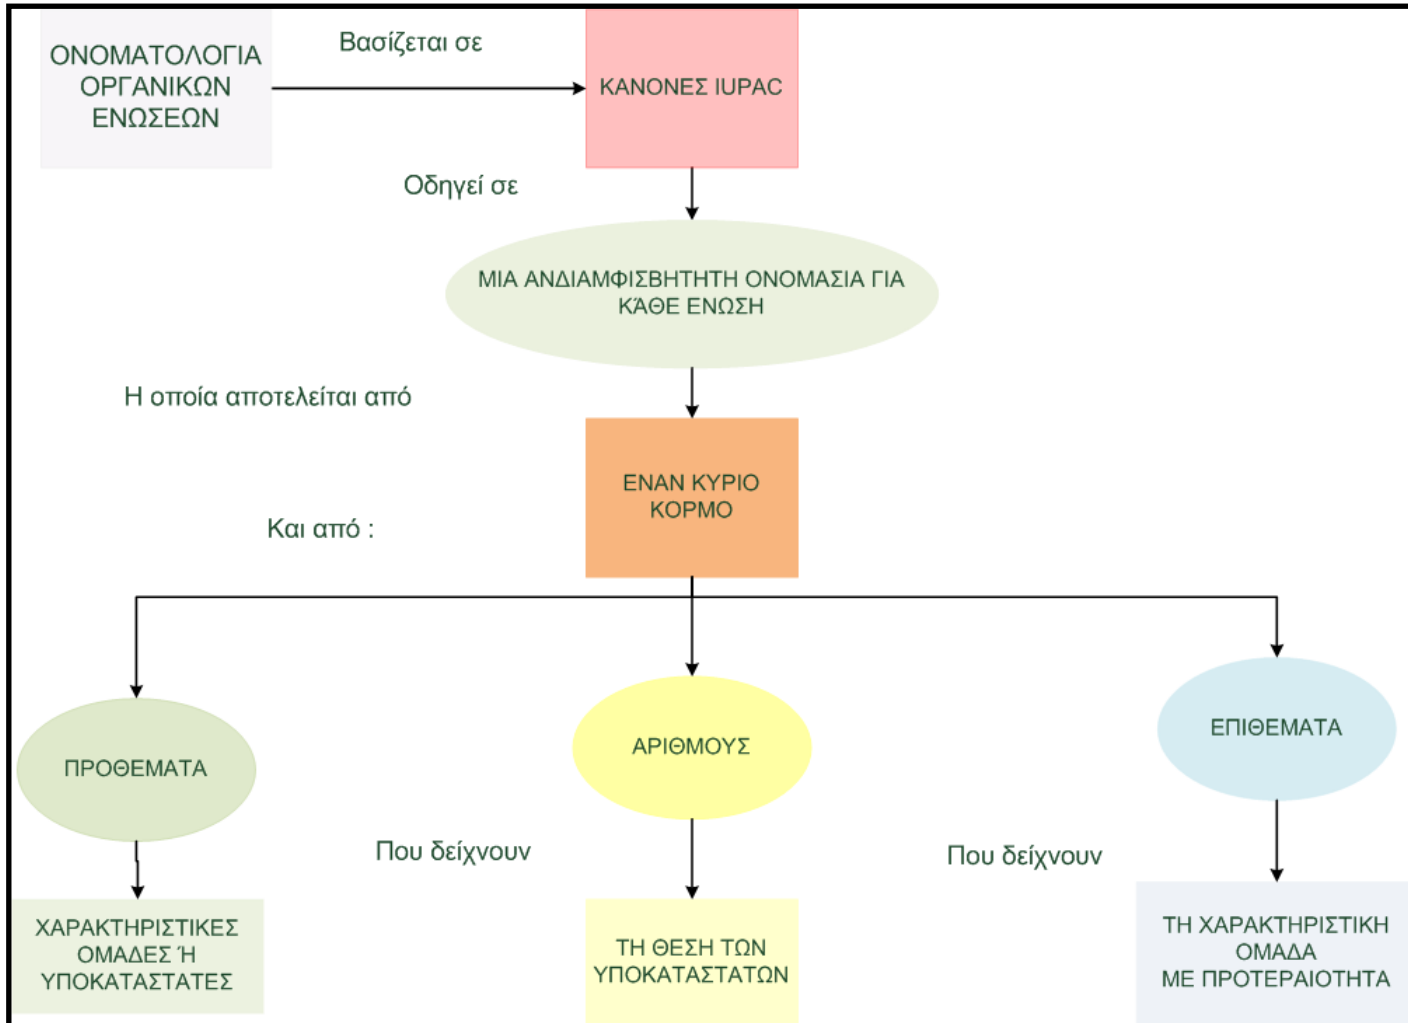 ΟΝΟΜΑΤΟΛΟΓΙΑ
ΟΡΓΑΝΙΚΩΝ
ΕΝΩΣΕΩΝ
Βασίζεται σε
ΚΑΝΟΝΕΣ IUPAC
Οδηγεί σε
ΜΙΑ ΑΝΔΙΑΜΦΙΣΒΗΤΗΤΗ ΟΝΟΜΑΣΙΑ ΓΙΑ
ΚΆΘΕ ΕΝΩΣΗ
Η οποία αποτελείται από
ΕΝΑΝ ΚΥΡΙΟ
ΚΟΡΜΟ
Και από :
ΠΡΟΘΕΜΑΤΑ
ΑΡΙΘΜΟΥΣ
ΕΠΙΘΕΜΑΤΑ
Που δείχνουν
Που δείχνουν
ΧΑΡΑΚΤΗΡΙΣΤΙΚΕΣ
ΟΜΑΔΕΣ Ή
ΥΠΟΚΑΤΑΣΤΑΤΕΣ
ΤΗ ΘΕΣΗ ΤΩΝ
ΥΠΟΚΑΤΑΣΤΑΤΩΝ
ΤΗ ΧΑΡΑΚΤΗΡΙΣΤΙΚΗ
ΟΜΑΔΑ
ΜΕ ΠΡΟΤΕΡΑΙΟΤΗΤΑ